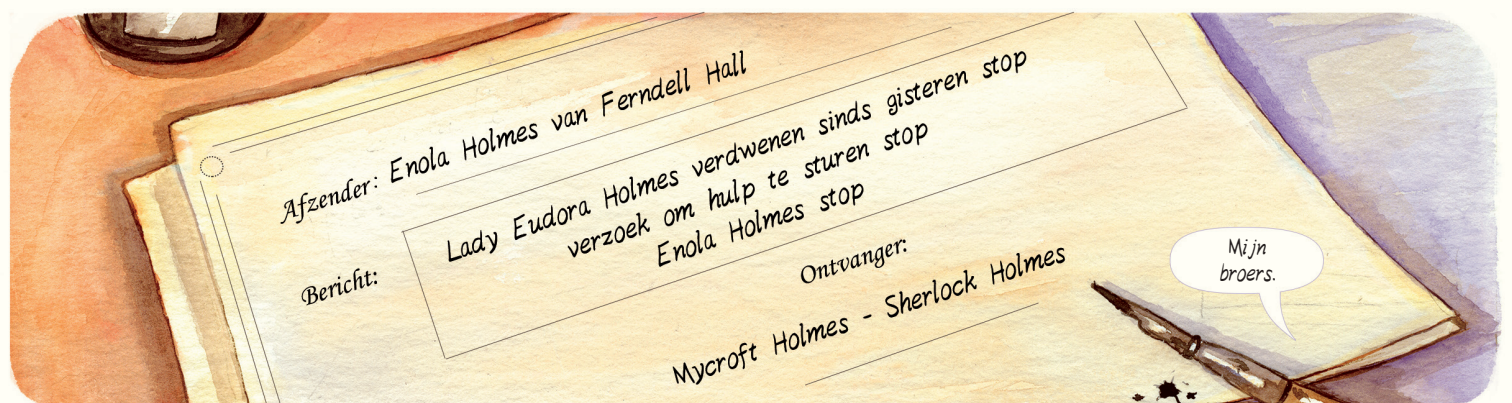 Afzender: Enola Holmes van Ferndell Hall
Bericht:
Lady Eudora Holmes verdwenen sinds gisteren stop
verzoek om hulp te sturen stop
Enola Holmes stop
Ontvanger:
Mycroft Holmes - Sherlock Holmes
Mijn
broers.